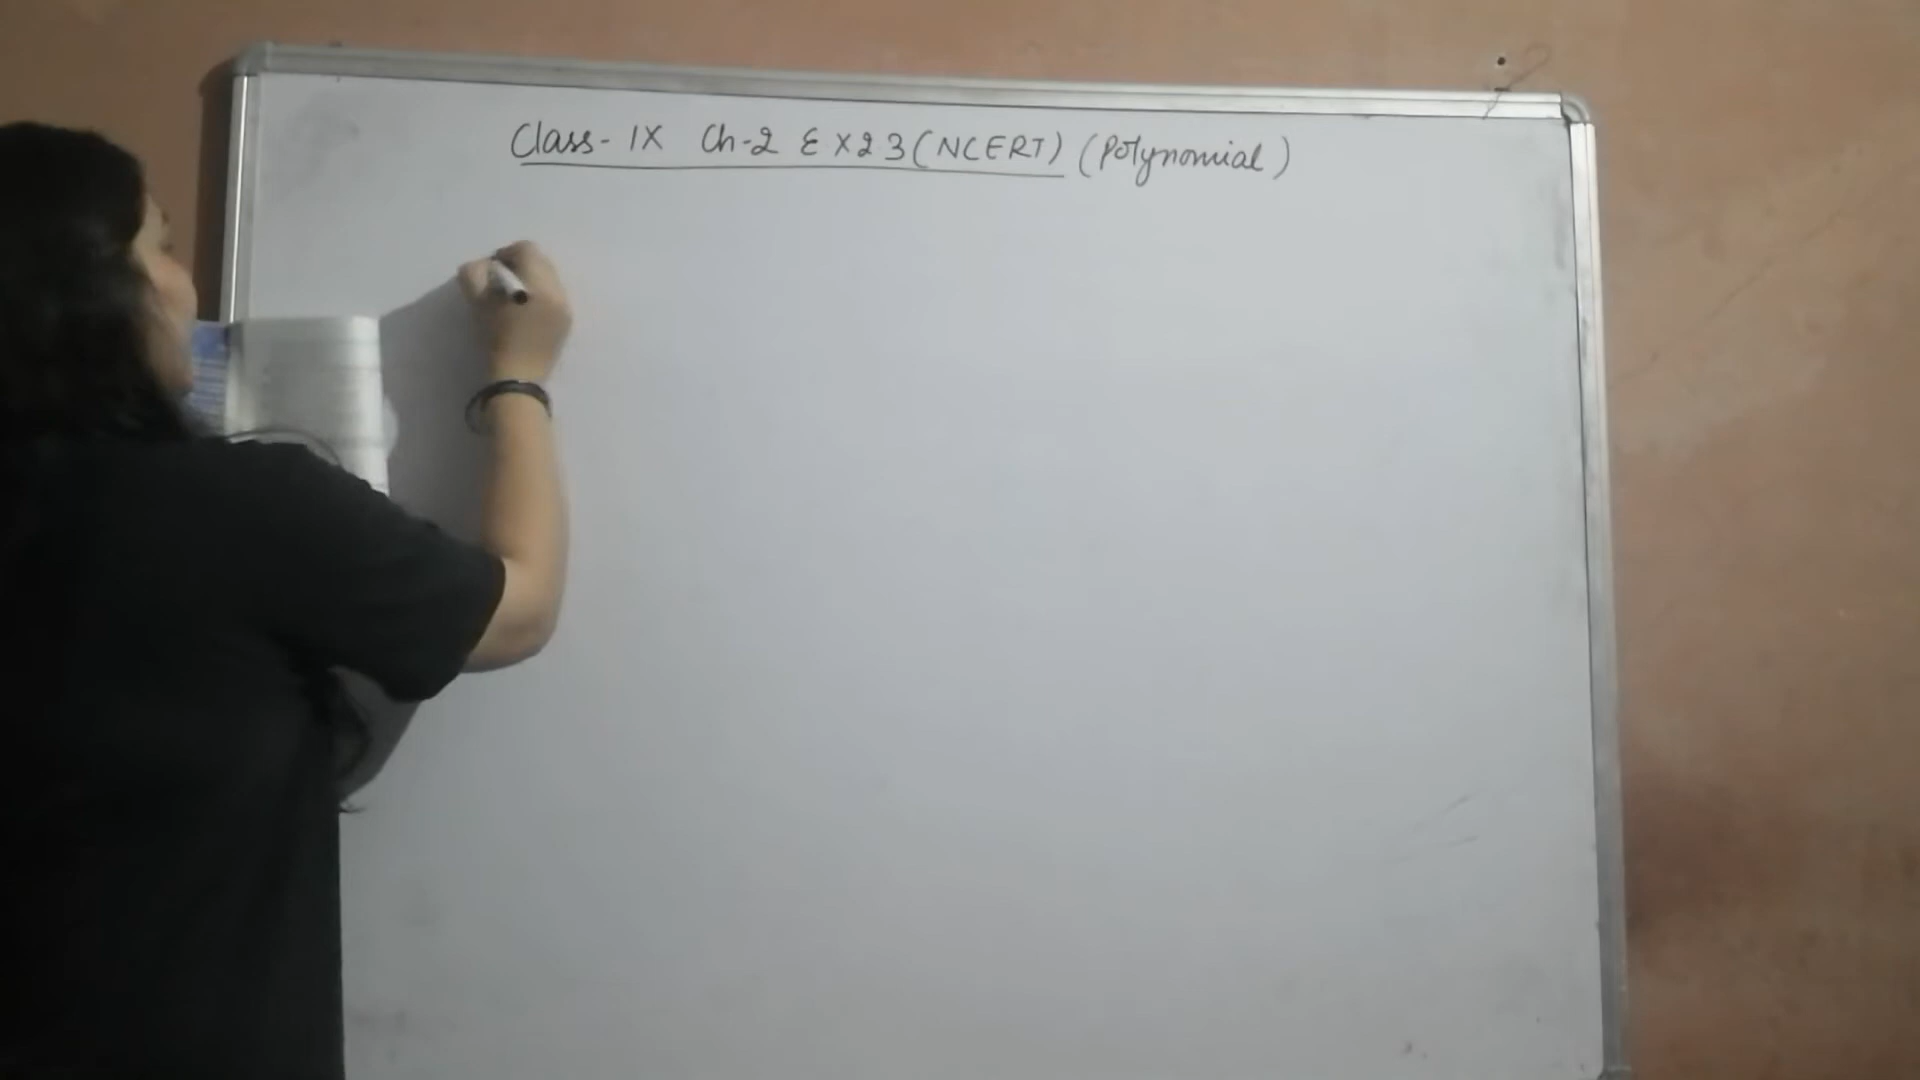 Class- IX Ch-2 EX 2 3 (NCERT) (Polynomial)